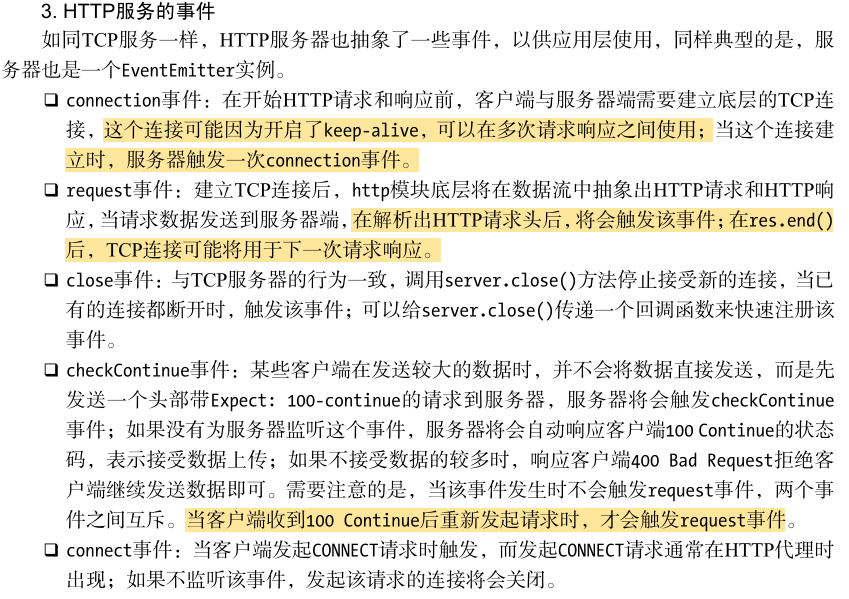 3. HTTP服务的事件
如同TCP服务一样，HTTP服务器也抽象了一些事件，以供应用层使用，同样典型的是，服
务器也是一个EventEmitter实例。
❑ connection事件：在开始HTTP请求和响应前，客户端与服务器端需要建立底层的TCP连
接，这个连接可能因为开启了keep-alive，可以在多次请求响应之间使用；当这个连接建
立时，服务器触发一次connection事件。
❑ request事件：建立TCP连接后，http模块底层将在数据流中抽象出HTTP请求和HTTP响
应，当请求数据发送到服务器端，在解析出HTTP请求头后，将会触发该事件；在res.end()
后，TCP连接可能将用于下一次请求响应。
❑ close事件：与TCP服务器的行为一致，调用server.close()方法停止接受新的连接，当已
有的连接都断开时，触发该事件；可以给server.close()传递一个回调函数来快速注册该
事件。
❑ checkContinue事件：某些客户端在发送较大的数据时，并不会将数据直接发送，而是先
发送一个头部带Expect: 100-continue的请求到服务器，服务器将会触发checkContinue
事件；如果没有为服务器监听这个事件，服务器将会自动响应客户端100 Continue的状态
码，表示接受数据上传；如果不接受数据的较多时，响应客户端400 Bad Request拒绝客
户端继续发送数据即可。需要注意的是，当该事件发生时不会触发request事件，两个事
件之间互斥。当客户端收到100 Continue后重新发起请求时，才会触发request事件。
❑ connect事件：当客户端发起CONNECT请求时触发，而发起CONNECT请求通常在HTTP代理时
出现；如果不监听该事件，发起该请求的连接将会关闭。